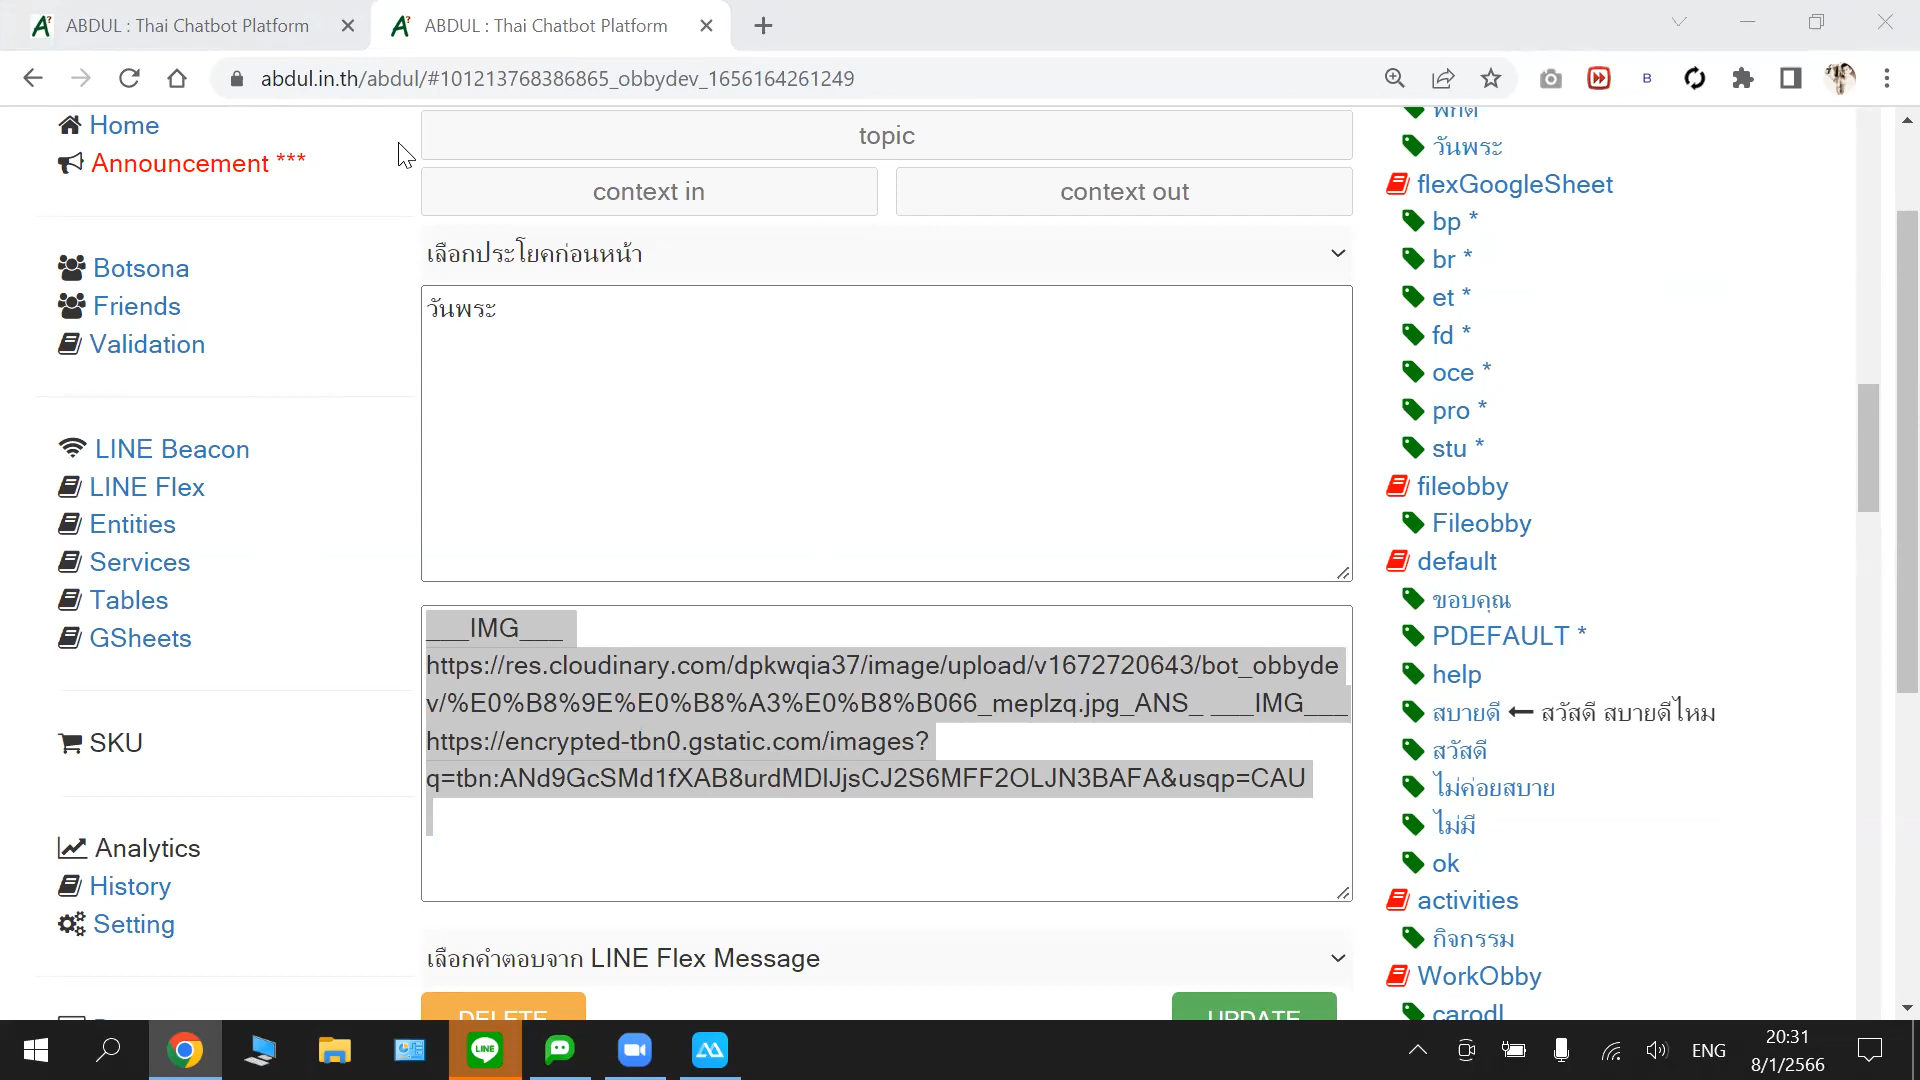 ABDUL : Thai Chatbot Platform
ABDUL : Thai Chatbot Platform
abdul.in.th/abdul/#101213768386865_obbydev_1656164261249
Home
Announcement ***
Botsona
Friends
Validation
LINE Beacon
LINE Flex
Entities
Services
Tables
GSheets
SKU
Analytics
History
Setting
topic
context in
context out
เลือกประโยคก่อนหน้า
วันพระ
___IMG___
https://res.cloudinary.com/dpkwqia37/image/upload/v1672720643/bot_obbyde
v/%E0%B8%9E%E0%B8%A3%E0%B8%B066_meplzq.jpg_ANS_ ___IMG___
https://encrypted-tbn0.gstatic.com/images?
q=tbn:ANd9GcSMd1fXAB8urdMDIJjsCJ2S6MFF2OLJN3BAFA&usqp=CAU
เลือกคำตอบจาก LINE Flex Message
DELETE
UPDATE
พิกัด
วันพระ
flexGoogleSheet
bp *
br *
et *
fd *
oce *
pro *
stu *
fileobby
Fileobby
default
ขอบคุณ
PDEFAULT *
help
สบายดี ← สวัสดี สบายดีไหม
สวัสดี
ไม่ค่อยสบาย
ไม่มี
ok
activities
กิจกรรม
WorkObby
carodl
LINE
ENG
20:31
8/1/2566